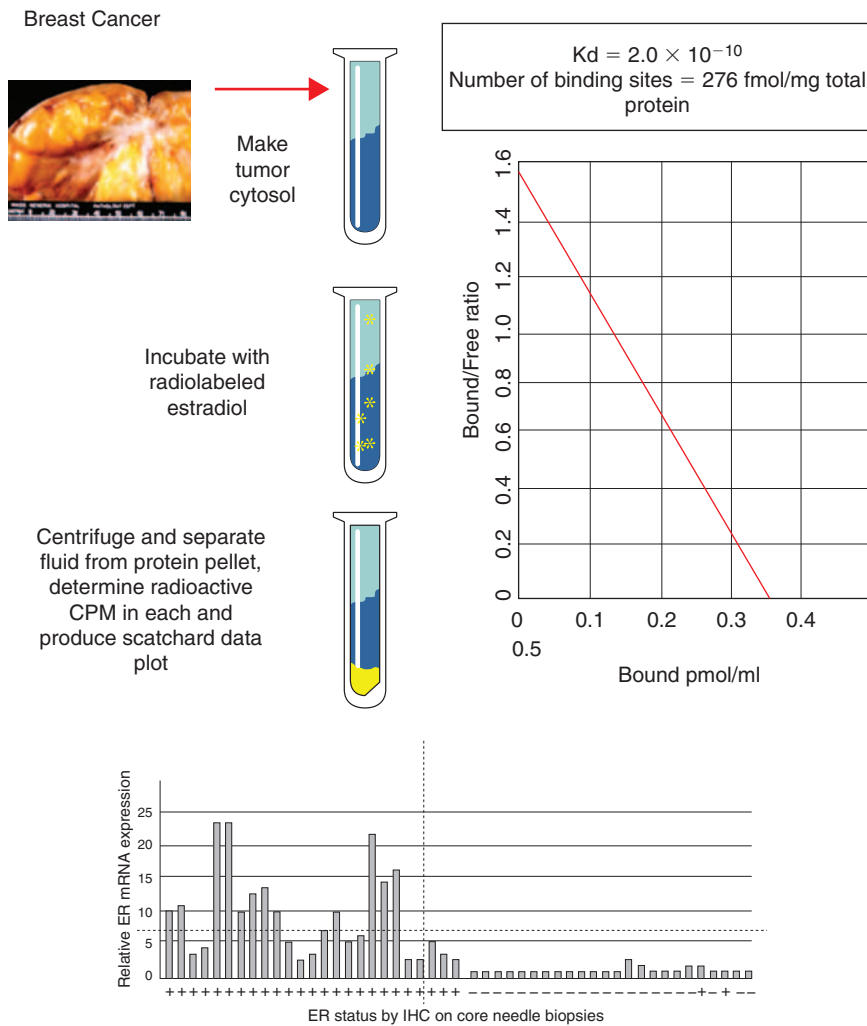 Breast Cancer
Make
tumor
cytosol
Kd = 2.0 × 10⁻¹⁰
Number of binding sites = 276 fmol/mg total
protein
Incubate with
radiolabeled
estradiol
Centrifuge and separate
fluid from protein pellet,
determine radioactive
CPM in each and
produce scatchard data
plot
Bound/Free ratio
1.6
1.4
1.2
1.0
0.8
0.6
0.4
0.2
0
0 0.1 0.2 0.3 0.4
0.5
Bound pmol/ml
Relative ER mRNA expression
25
20
15
10
5
0
+ + + + + + + + + + + + + + + + + + + + + + + + + – – – – – – – – – – – – – – – – – – – + – + – –
ER status by IHC on core needle biopsies